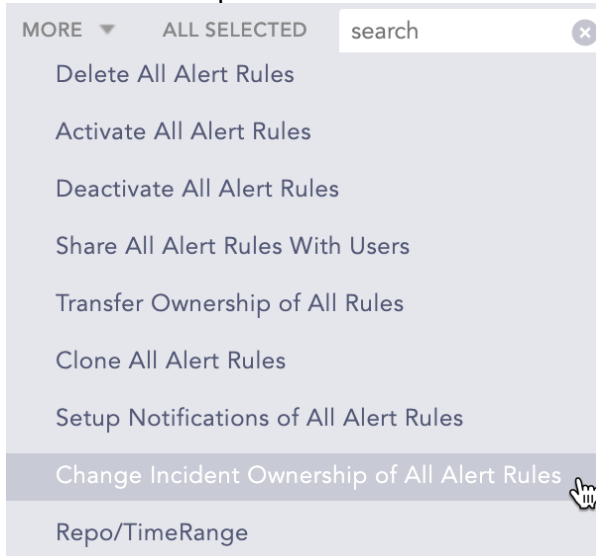 MORE ALL SELECTED search
Delete All Alert Rules
Activate All Alert Rules
Deactivate All Alert Rules
Share All Alert Rules With Users
Transfer Ownership of All Rules
Clone All Alert Rules
Setup Notifications of All Alert Rules
Change Incident Ownership of All Alert Rules
Repo/TimeRange